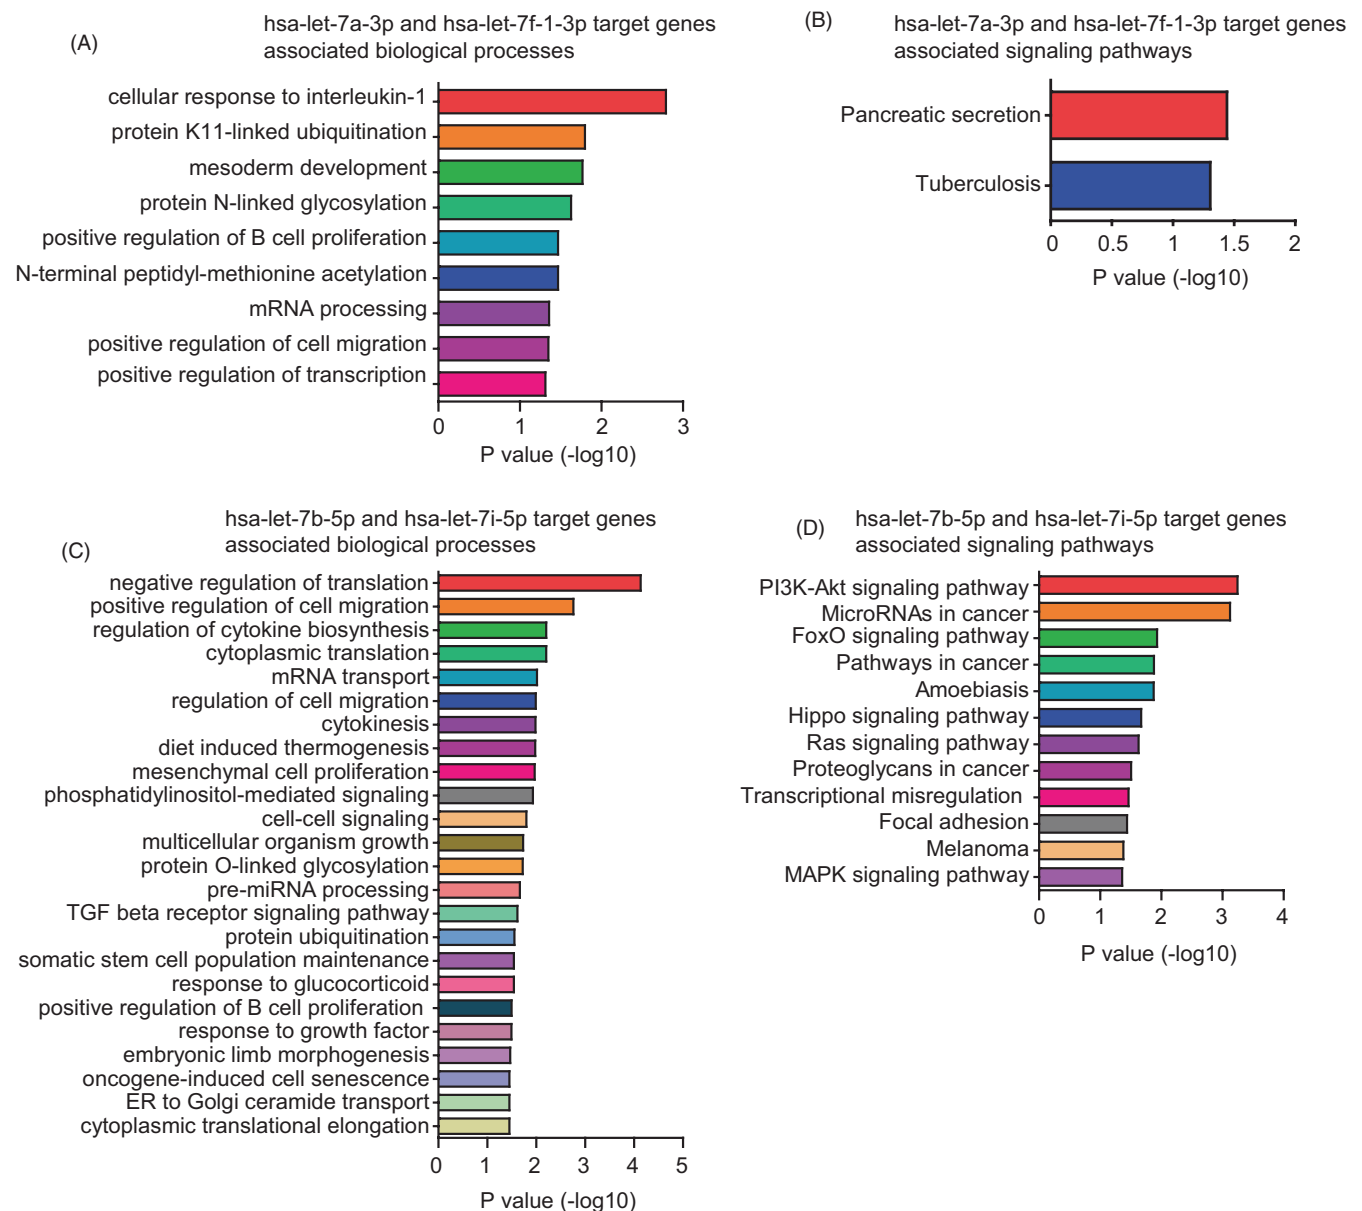 (A)
hsa-let-7a-3p and hsa-let-7f-1-3p target genes
associated biological processes
cellular response to interleukin-1
protein K11-linked ubiquitination
mesoderm development
protein N-linked glycosylation
positive regulation of B cell proliferation
N-terminal peptidyl-methionine acetylation
mRNA processing
positive regulation of cell migration
positive regulation of transcription
0 1 2 3
P value (-log10)
(B)
hsa-let-7a-3p and hsa-let-7f-1-3p target genes
associated signaling pathways
Pancreatic secretion
Tuberculosis
0 0.5 1 1.5 2
P value (-log10)
(C)
hsa-let-7b-5p and hsa-let-7i-5p target genes
associated biological processes
negative regulation of translation
positive regulation of cell migration
regulation of cytokine biosynthesis
cytoplasmic translation
mRNA transport
regulation of cell migration
cytokinesis
diet induced thermogenesis
mesenchymal cell proliferation
phosphatidylinositol-mediated signaling
cell-cell signaling
multicellular organism growth
protein O-linked glycosylation
pre-miRNA processing
TGF beta receptor signaling pathway
protein ubiquitination
somatic stem cell population maintenance
response to glucocorticoid
positive regulation of B cell proliferation
response to growth factor
embryonic limb morphogenesis
oncogene-induced cell senescence
ER to Golgi ceramide transport
cytoplasmic translational elongation
0 1 2 3 4 5
P value (-log10)
(D)
hsa-let-7b-5p and hsa-let-7i-5p target genes
associated signaling pathways
PI3K-Akt signaling pathway
MicroRNAs in cancer
FoxO signaling pathway
Pathways in cancer
Amoebiasis
Hippo signaling pathway
Ras signaling pathway
Proteoglycans in cancer
Transcriptional misregulation
Focal adhesion
Melanoma
MAPK signaling pathway
0 1 2 3 4
P value (-log10)